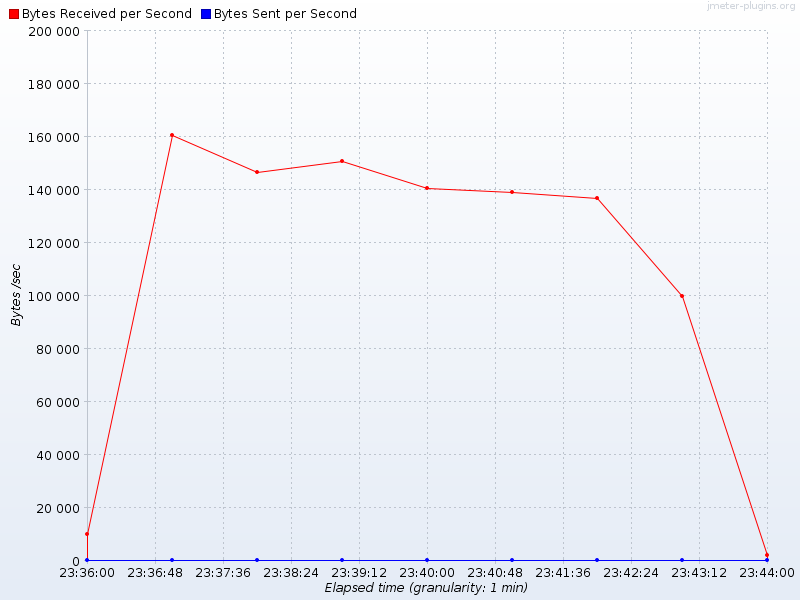 jmeter-plugins.org
Bytes Received per Second Bytes Sent per Second
200 000
180 000
160 000
140 000
120 000
100 000
80 000
60 000
40 000
20 000
0
Bytes /sec
23:36:00 23:36:48 23:37:36 23:38:24 23:39:12 23:40:00 23:40:48 23:41:36 23:42:24 23:43:12 23:44:00
Elapsed time (granularity: 1 min)